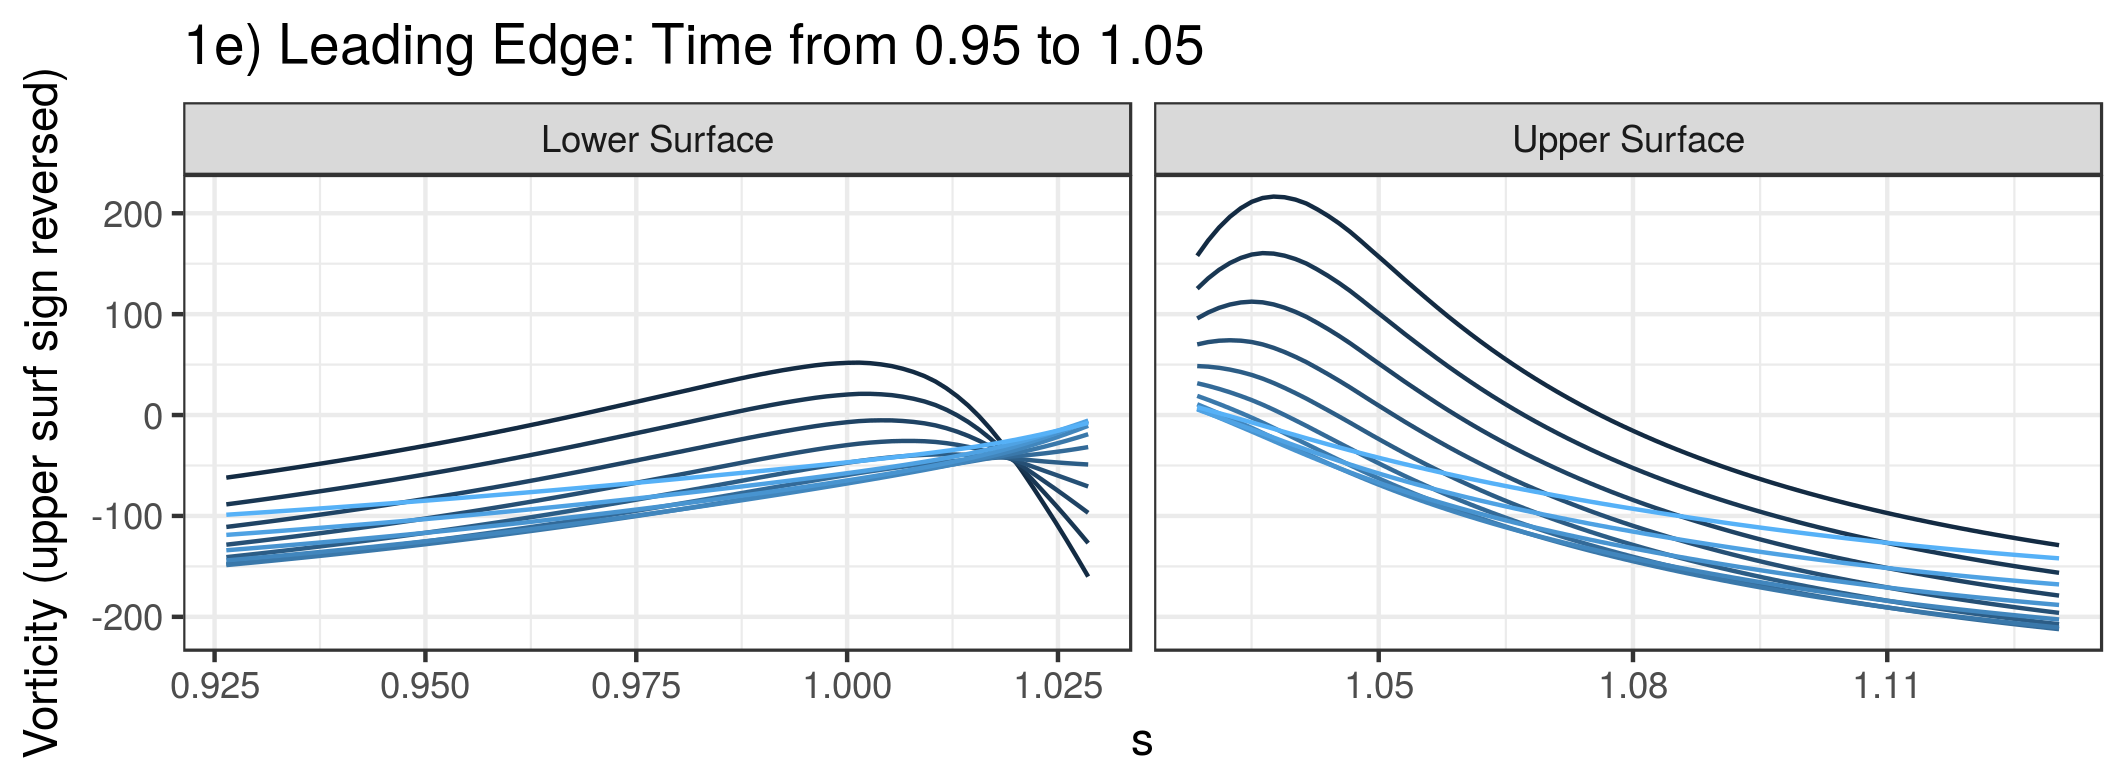 1e) Leading Edge: Time from 0.95 to 1.05
Vorticity (upper surf sign reversed)
Lower Surface
Upper Surface
200
100
0
-100
-200
0.925
0.950
0.975
1.000
1.025
1.05
1.08
1.11
s